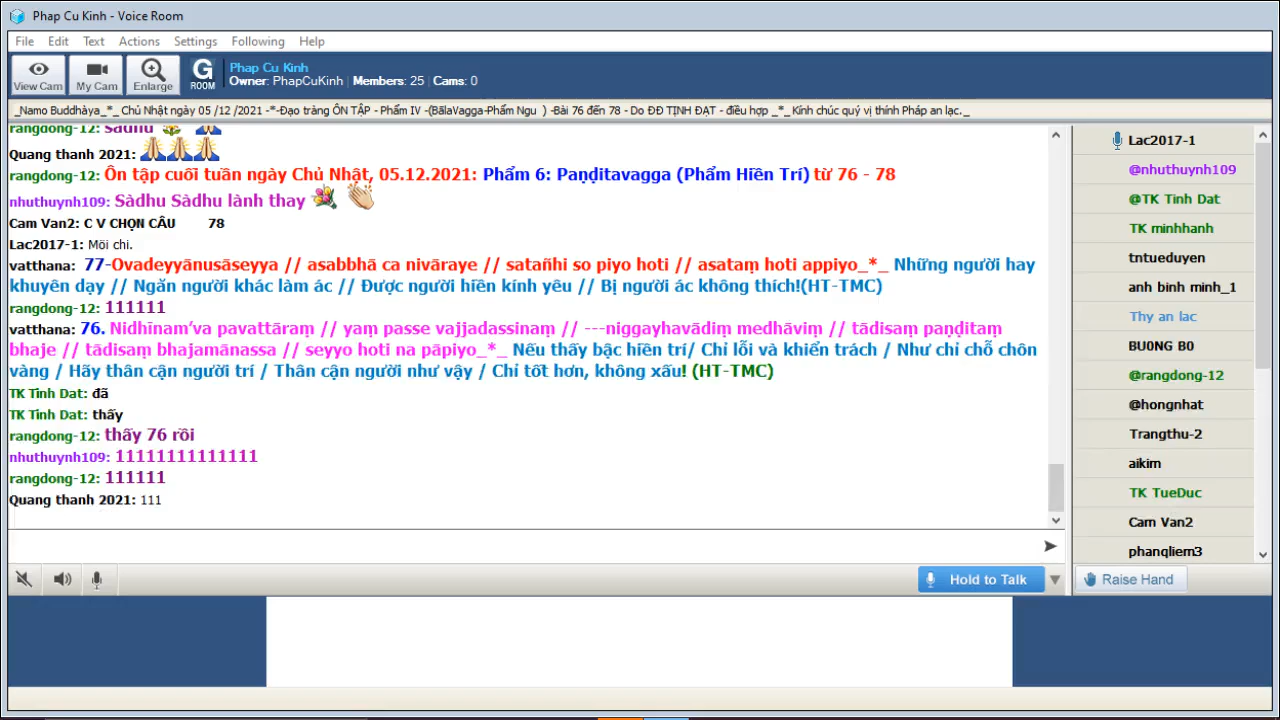 Phap Cu Kinh - Voice Room
File Edit Text Actions Settings Following Help
View Cam My Cam Enlarge G ROOM Phap Cu Kinh
Owner: PhapCuKinh Members: 25 Cams: 0
_Namo Buddhàya_*_ Chủ Nhật ngày 05 /12 /2021 -*-Đạo tràng ÔN TẬP - Phẩm IV -(BãlaVagga-Phẩm Ngu ) -Bài 76 đến 78 - Do ĐĐ TỊNH ĐẠT - điều hợp _*_ Kính chúc quý vị thính Pháp an lạc._
rangdong-12: Sādhu
Quang thanh 2021:
rangdong-12: Ôn tập cuối tuần ngày Chủ Nhật, 05.12.2021: Phẩm 6: Paṇḍitavagga (Phẩm Hiền Trí) từ 76 - 78
nhuthuynh109: Sàdhu Sàdhu lành thay
Cam Van2: C V CHỌN CÂU 78
Lac2017-1: Mõi chi.
vatthana: 77-Ovadeyyānusāseyya // asabbhā ca nivāraye // satañhi so piyo hoti // asataṃ hoti appiyo_*_ Những người hay
khuyên dạy // Ngăn người khác làm ác // Được người hiền kính yêu // Bị người ác không thích!(HT-TMC)
rangdong-12: 111111
vatthana: 76. Nidhīnam’va pavattāraṃ // yaṃ passe vajjadassinaṃ // ---niggayhavādiṃ medhāviṃ // tādisaṃ paṇḍitaṃ
bhaje // tādisaṃ bhajamānassa // seyyo hoti na pāpiyo_*_ Nếu thấy bậc hiền trí/ Chỉ lỗi và khiển trách / Như chỉ chỗ chôn
vàng / Hãy thân cận người trí / Thân cận người như vậy / Chỉ tốt hơn, không xấu! (HT-TMC)
TK Tinh Dat: đã
TK Tinh Dat: thấy
rangdong-12: thấy 76 rồi
nhuthuynh109: 11111111111111
rangdong-12: 111111
Quang thanh 2021: 111
Hold to Talk
Lac2017-1
@nhuthuynh109
@TK Tinh Dat
TK minhhanh
tntueduyen
anh binh minh_1
Thy an lac
BU0NG B0
@rangdong-12
@hongnhat
Trangthu-2
aikim
TK TueDuc
Cam Van2
phanqliem3
Raise Hand